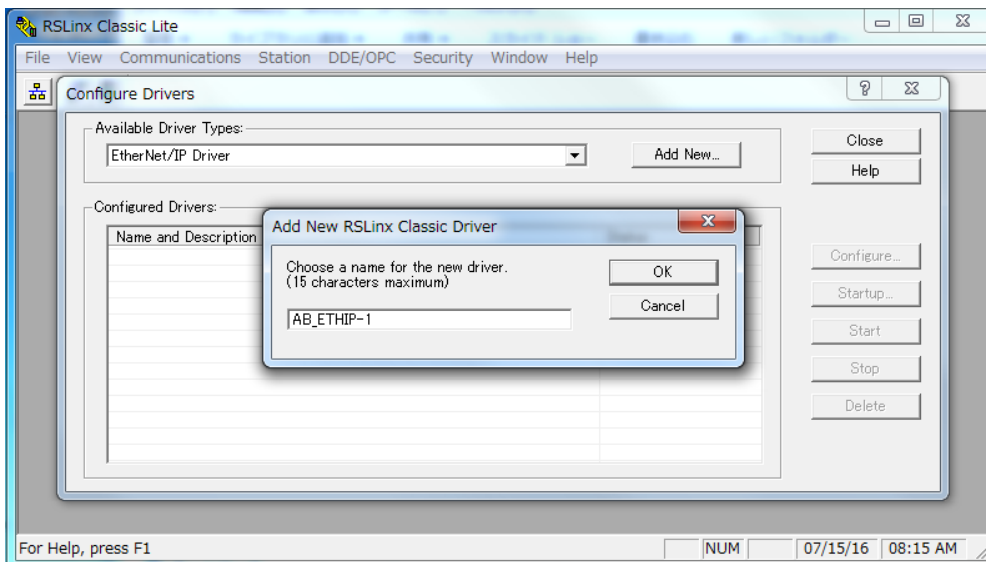 RSLinx Classic Lite
File View Communications Station DDE/OPC Security Window Help
Configure Drivers
Available Driver Types:
EtherNet/IP Driver
Add New...
Close
Help
Configured Drivers:
Name and Description
Status
Add New RSLinx Classic Driver
Choose a name for the new driver.
(15 characters maximum)
AB_ETHIP-1
OK
Cancel
Configure...
Startup...
Start
Stop
Delete
For Help, press F1
NUM
07/15/16
08:15 AM